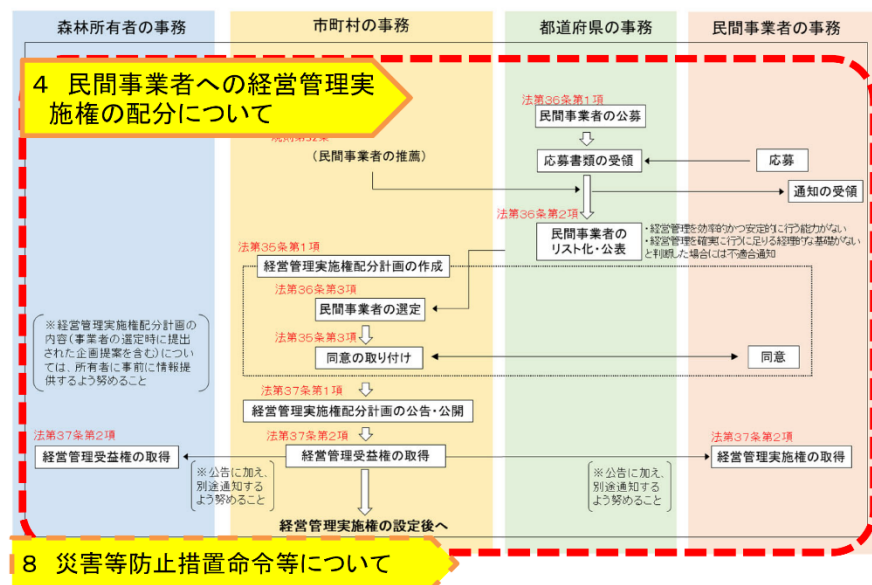 森林所有者の事務
市町村の事務
都道府県の事務
民間事業者の事務
4 民間事業者への経営管理実
施権の配分について
法第36条第1項
民間事業者の公募
(民間事業者の推薦)
応募書類の受領
応募
通知の受領
法第36条第2項
民間事業者の
リスト化・公表
・経営管理を効率的かつ安定的に行う能力がない
・経営管理を確実に行うに足りる経理的な基礎がない
と判断した場合には不適合通知
法第35条第1項
経営管理実施権配分計画の作成
法第36条第3項
民間事業者の選定
法第35条第3項
同意の取り付け
同意
※経営管理実施権配分計画の
内容(事業者の選定時に提出
された企画提案を含む)につい
ては、所有者に事前に情報提
供するよう努めること
法第37条第1項
経営管理実施権配分計画の公告・公開
法第37条第2項
経営管理受益権の取得
法第37条第2項
経営管理受益権の取得
法第37条第2項
経営管理実施権の取得
※公告に加え、
別途通知する
よう努めること
※公告に加え、
別途通知する
よう努めること
経営管理実施権の設定後へ
8 災害等防止措置命令等について